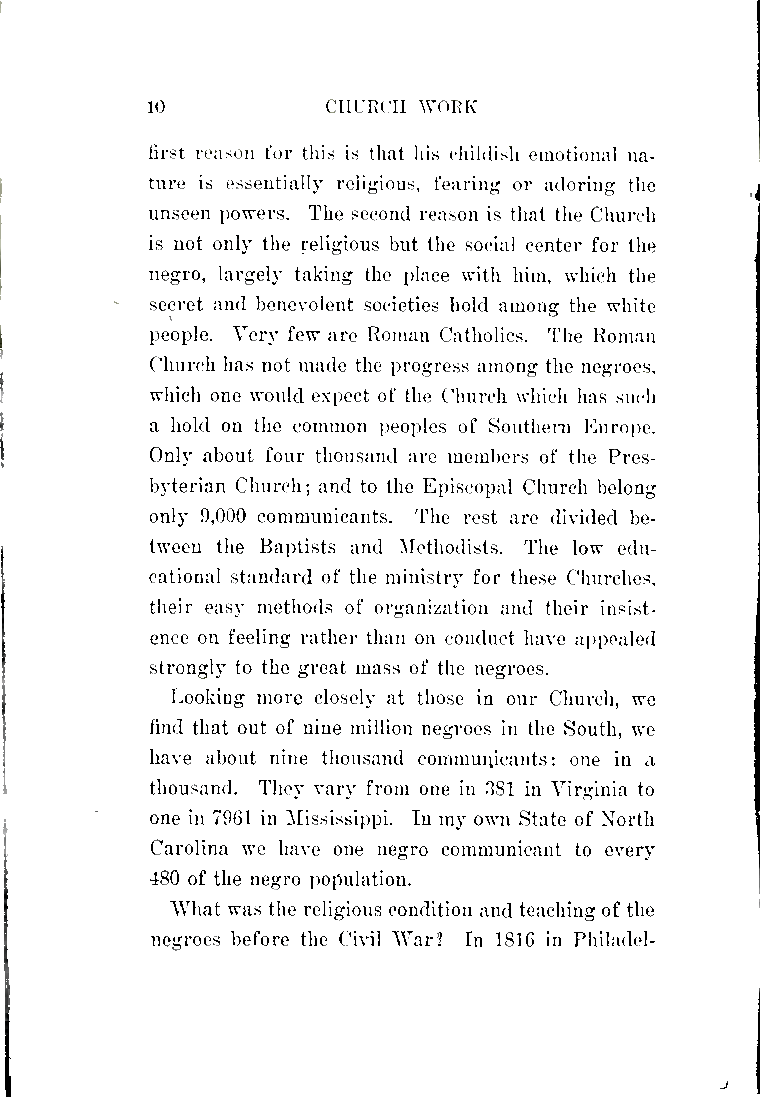 10 CHURCH WORK
first reason for this is that his childish emotional na-
ture is essentially religious, fearing or adoring the
unseen powers. The second reason is that the Church
is not only the religious but the social center for the
negro, largely taking the place with him, which the
secret and benevolent societies hold among the white
people. Very few are Roman Catholics. The Roman
Church has not made the progress among the negroes,
which one would expect of the Church which has such
a hold on the common peoples of Southern Europe.
Only about four thousand are members of the Pres-
byterian Church; and to the Episcopal Church belong
only 9,000 communicants. The rest are divided be-
tween the Baptists and Methodists. The low edu-
cational standard of the ministry for these Churches,
their easy methods of organization and their insist-
ence on feeling rather than on conduct have appealed
strongly to the great mass of the negroes.
Looking more closely at those in our Church, we
find that out of nine million negroes in the South, we
have about nine thousand communicants: one in a
thousand. They vary from one in 381 in Virginia to
one in 7961 in Mississippi. In my own State of North
Carolina we have one negro communicant to every
480 of the negro population.
What was the religious condition and teaching of the
negroes before the Civil War? In 1816 in Philadel-